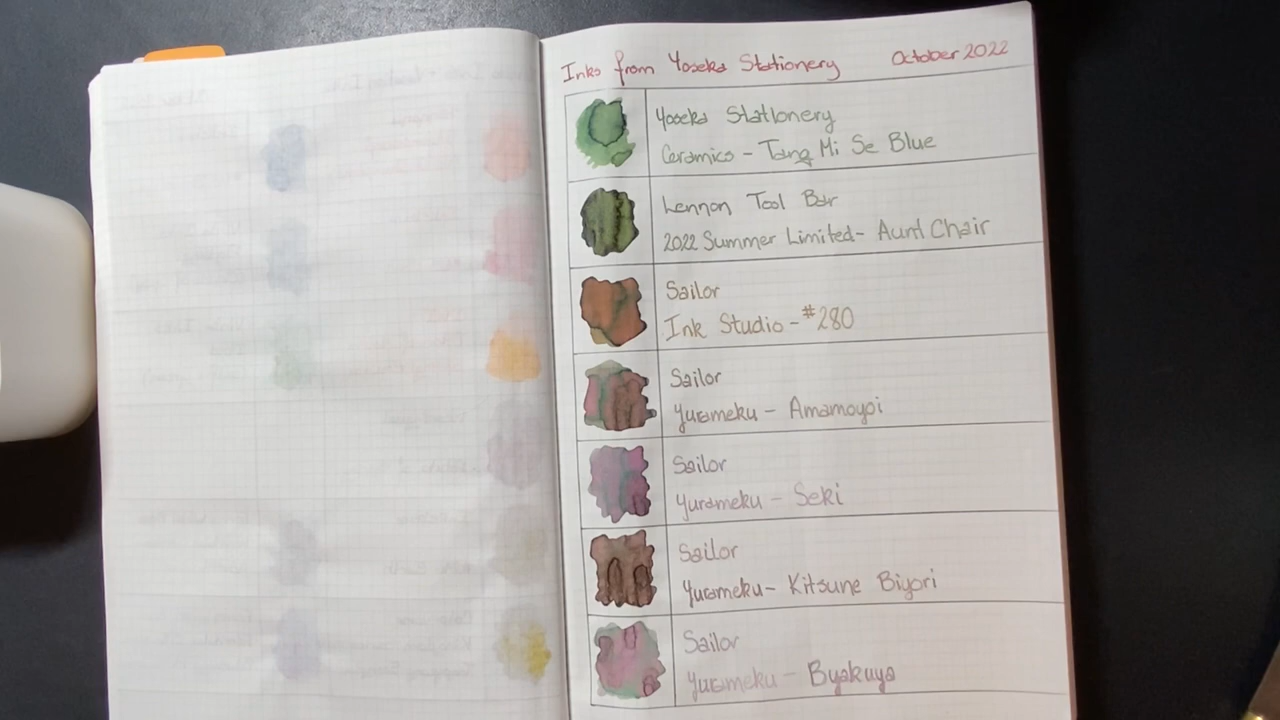 Inks from Yoseka Stationery October 2022
Yoseka Stationery
Ceramics - Tang Mi Se Blue
Lennon Tool Bar
2022 Summer Limited - Aunt Chair
Sailor
Ink Studio - #280
Sailor
Yurameku - Amamoyoi
Sailor
Yurameku - Seki
Sailor
Yurameku - Kitsune Biyori
Sailor
Yurameku - Byakuya